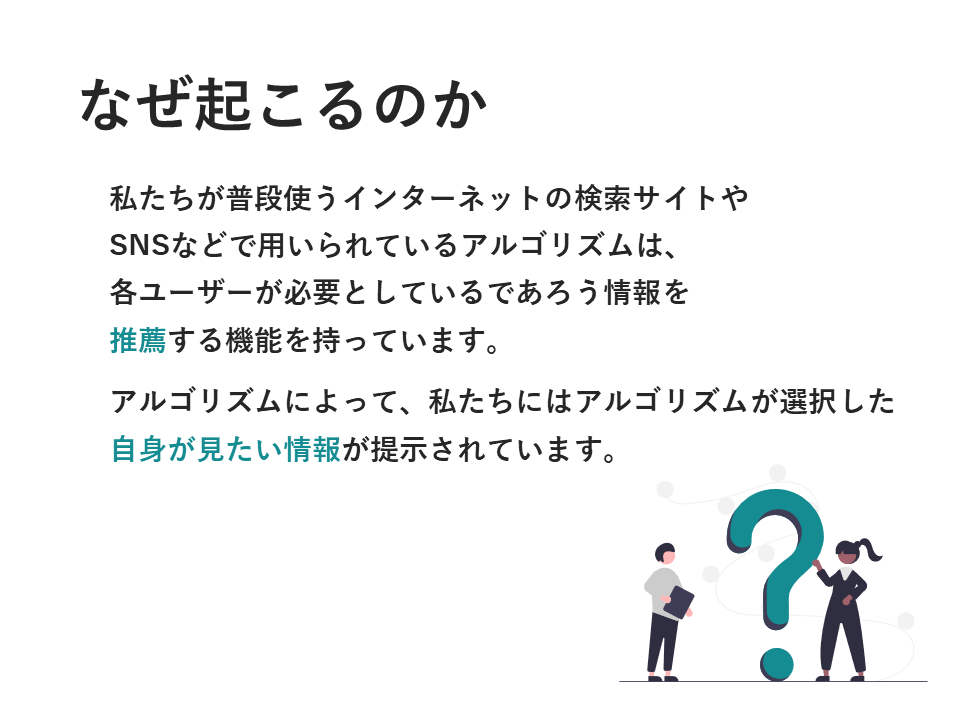 なぜ起こるのか
私たちが普段使うインターネットの検索サイトや
SNSなどで用いられているアルゴリズムは、
各ユーザーが必要としているであろう情報を
推薦する機能を持っています。
アルゴリズムによって、私たちにはアルゴリズムが選択した
自身が見たい情報が提示されています。